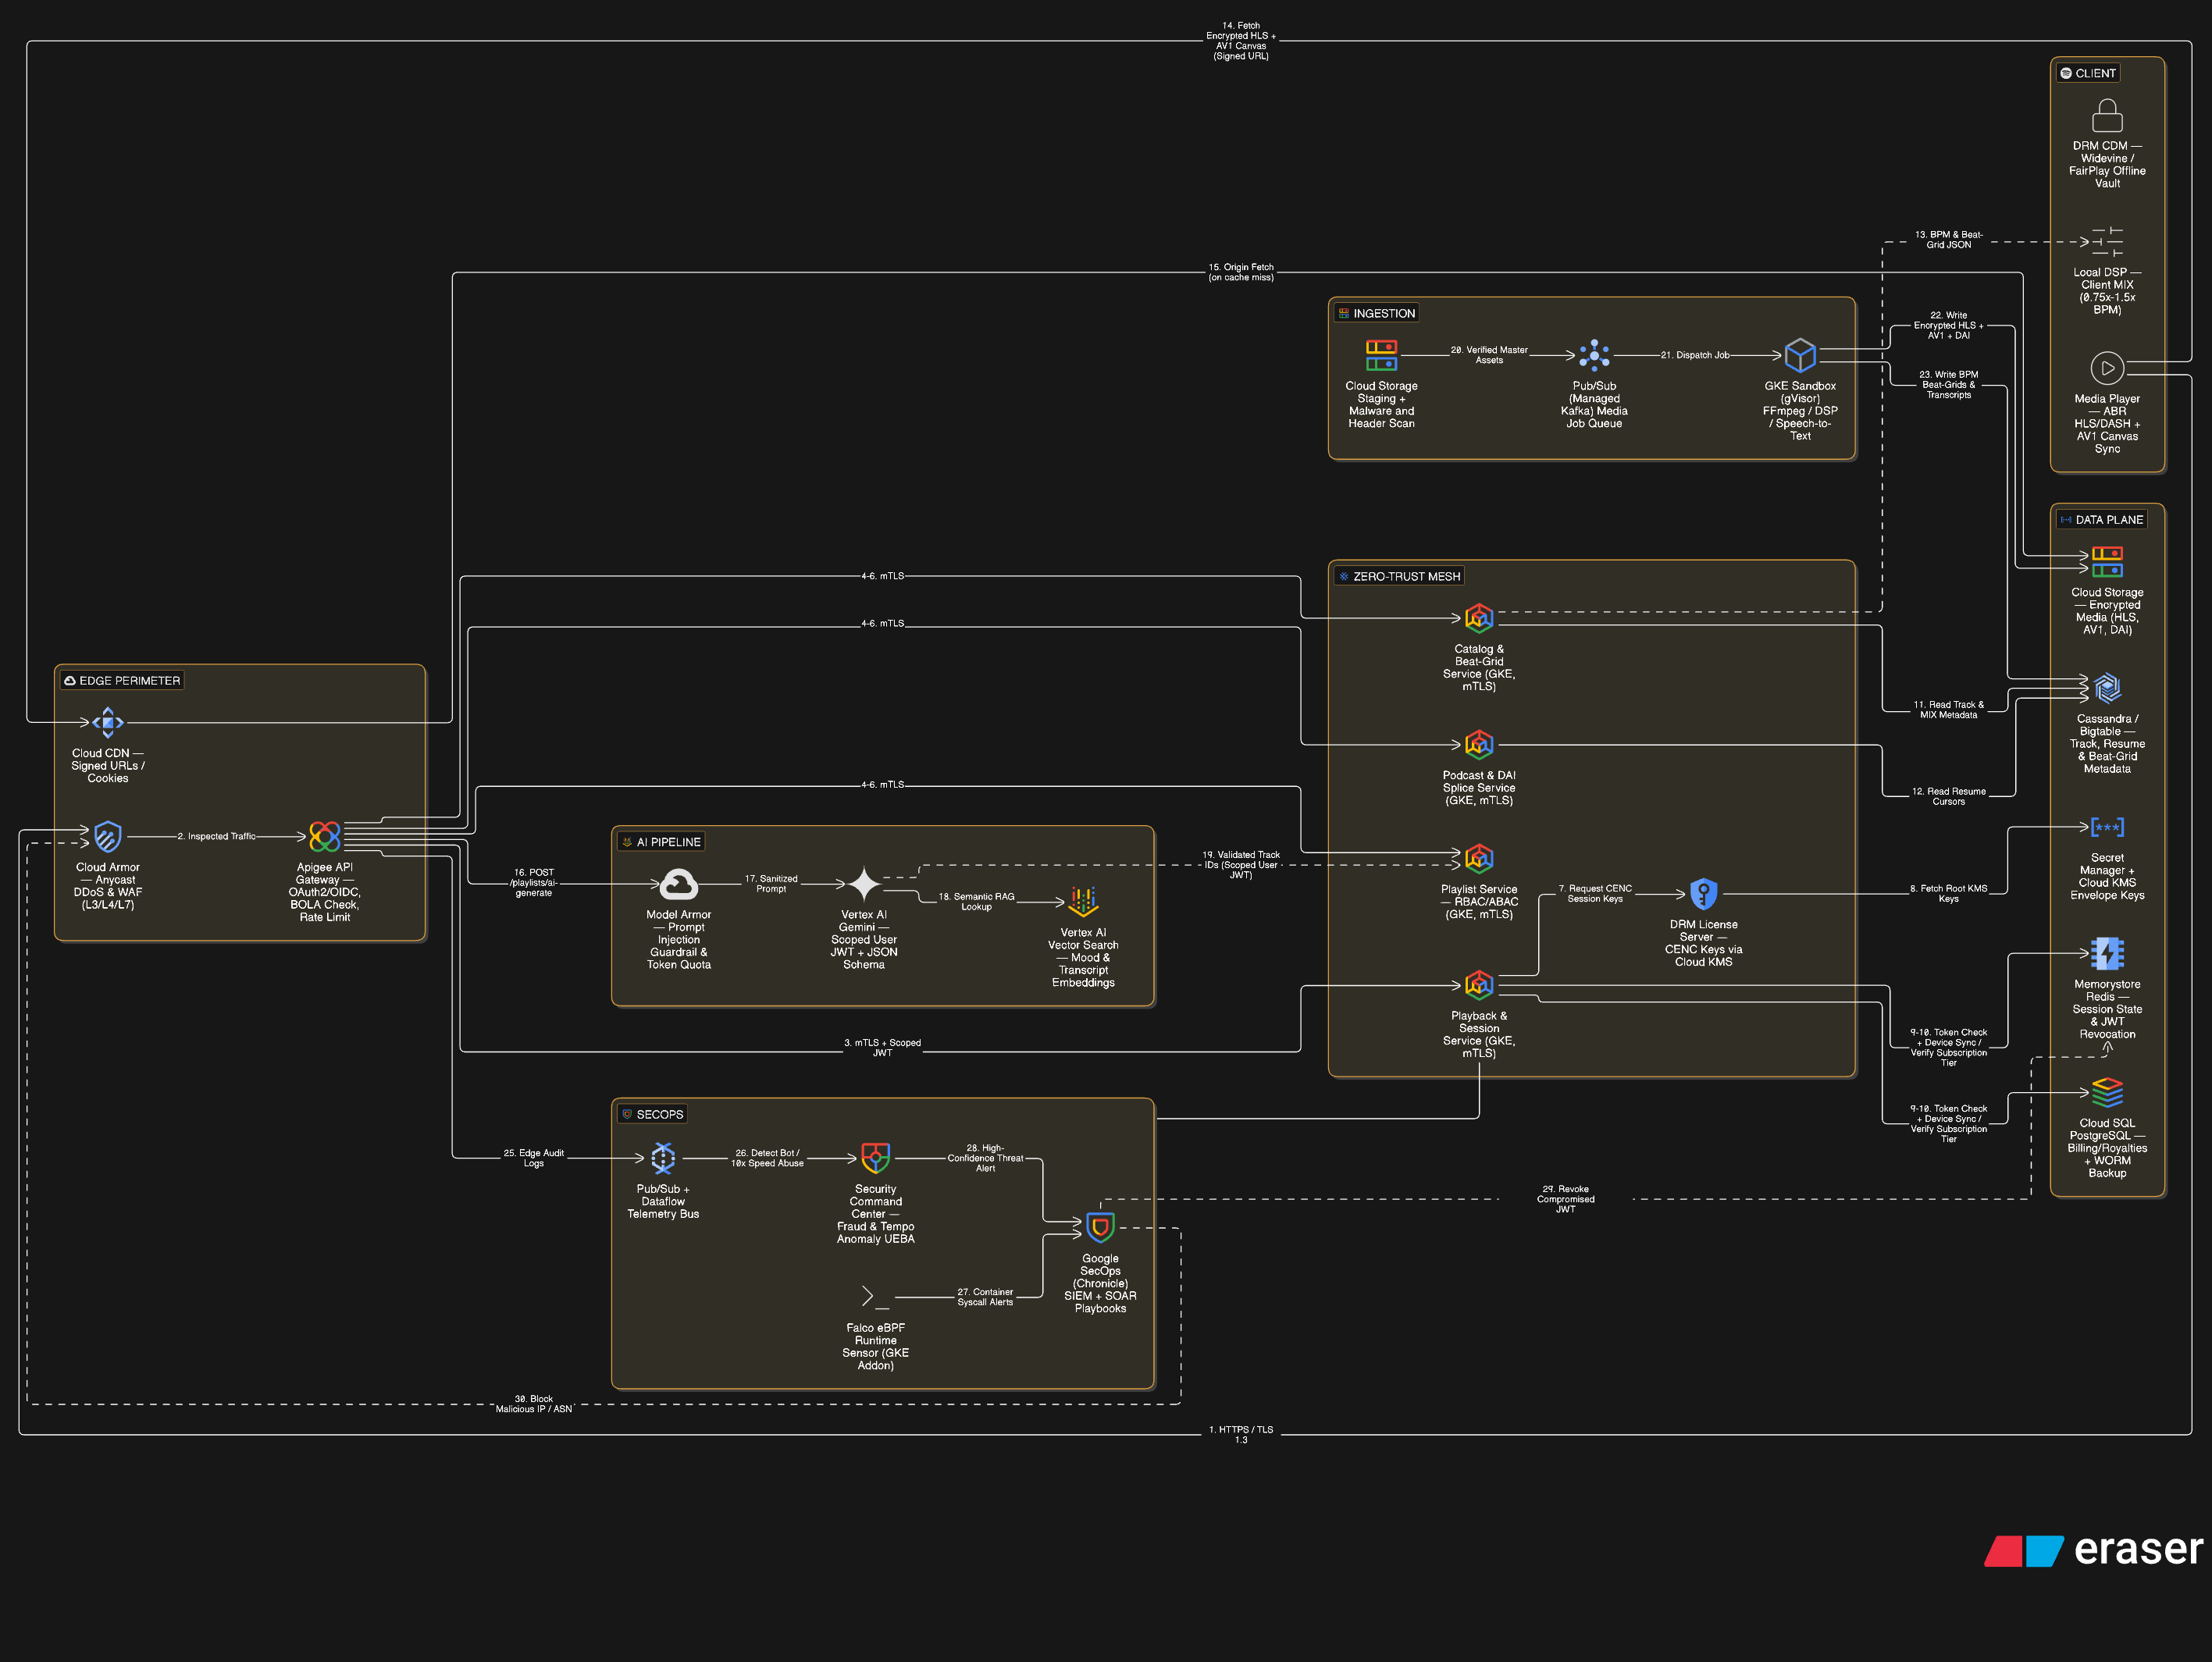 14. Fetch
Encrypted HLS +
AV1 Canvas
(Signed URL)
CLIENT
DRM CDM —
Widevine /
FairPlay Offline
Vault
13. BPM & Beat-
Grid JSON
Local DSP —
Client MIX
(0.75x-1.5x
BPM)
Media Player
— ABR
HLS/DASH +
AV1 Canvas
Sync
15. Origin Fetch
(on cache miss)
INGESTION
Cloud Storage
Staging +
Malware and
Header Scan
20. Verified Master
Assets
Pub/Sub
(Managed
Kafka) Media
Job Queue
21. Dispatch Job
GKE Sandbox
(gVisor)
FFmpeg / DSP
/ Speech-to-
Text
22. Write
Encrypted HLS +
AV1 + DAI
23. Write BPM
Beat-Grids &
Transcripts
DATA PLANE
Cloud Storage
— Encrypted
Media (HLS,
AV1, DAI)
Cassandra /
Bigtable —
Track, Resume
& Beat-Grid
Metadata
Secret
Manager +
Cloud KMS
Envelope Keys
Memorystore
Redis —
Session State
& JWT
Revocation
Cloud SQL
PostgreSQL —
Billing/Royalties
+ WORM
Backup
4-6. mTLS
4-6. mTLS
4-6. mTLS
ZERO-TRUST MESH
Catalog &
Beat-Grid
Service (GKE,
mTLS)
Podcast & DAI
Splice Service
(GKE, mTLS)
Playlist Service
— RBAC/ABAC
(GKE, mTLS)
7. Request CENC
Session Keys
DRM License
Server —
CENC Keys via
Cloud KMS
Playback &
Session
Service (GKE,
mTLS)
11. Read Track &
MIX Metadata
12. Read Resume
Cursors
8. Fetch Root KMS
Keys
9-10. Token Check
+ Device Sync /
Verify Subscription
Tier
9-10. Token Check
+ Device Sync /
Verify Subscription
Tier
EDGE PERIMETER
Cloud CDN —
Signed URLs /
Cookies
Cloud Armor
— Anycast
DDoS & WAF
(L3/L4/L7)
2. Inspected Traffic
Apigee API
Gateway —
OAuth2/OIDC,
BOLA Check,
Rate Limit
16. POST
/playlists/ai-
generate
AI PIPELINE
Model Armor
— Prompt
Injection
Guardrail &
Token Quota
17. Sanitized
Prompt
Vertex AI
Gemini —
Scoped User
JWT + JSON
Schema
18. Semantic RAG
Lookup
Vertex AI
Vector Search
— Mood &
Transcript
Embeddings
19. Validated Track
IDs (Scoped User
JWT)
3. mTLS + Scoped
JWT
SECOPS
25. Edge Audit
Logs
Pub/Sub +
Dataflow
Telemetry Bus
26. Detect Bot /
10x Speed Abuse
Security
Command
Center —
Fraud & Tempo
Anomaly UEBA
28. High-
Confidence Threat
Alert
Falco eBPF
Runtime
Sensor (GKE
Addon)
27. Container
Syscall Alerts
Google
SecOps
(Chronicle)
SIEM + SOAR
Playbooks
29. Revoke
Compromised
JWT
30. Block
Malicious IP / ASN
1. HTTPS / TLS
1.3
eraser